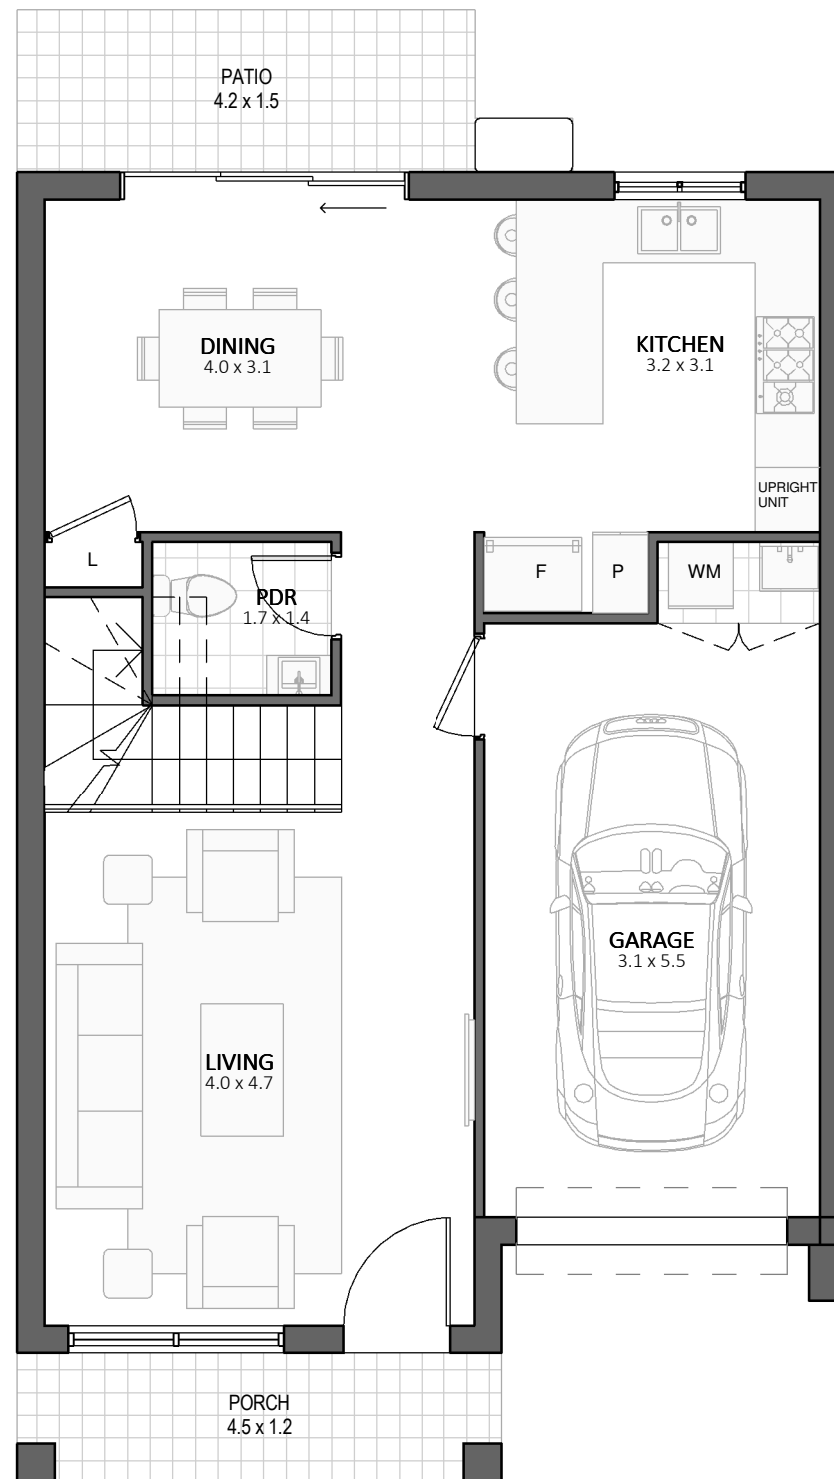 PATIO
4.2 x 1.5
DINING
4.0 x 3.1
KITCHEN
3.2 x 3.1
UPRIGHT
UNIT
L
F
P
WM
PDR
1.7 x 1.4
GARAGE
3.1 x 5.5
LIVING
4.0 x 4.7
PORCH
4.5 x 1.2